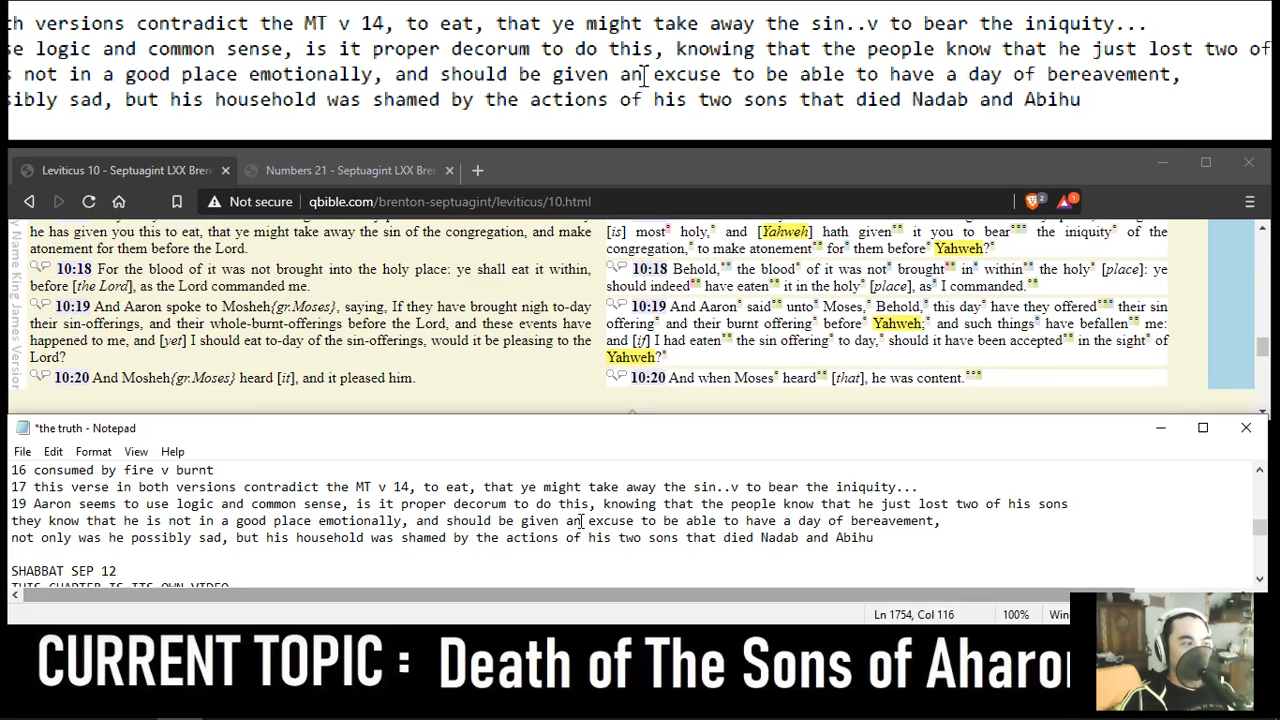 th versions contradict the MT v 14, to eat, that ye might take away the sin..v to bear the iniquity...
se logic and common sense, is it proper decorum to do this, knowing that the people know that he just lost two of
s not in a good place emotionally, and should be given an excuse to be able to have a day of bereavement,
sibly sad, but his household was shamed by the actions of his two sons that died Nadab and Abihu
Leviticus 10 - Septuagint LXX Bren
Numbers 21 - Septuagint LXX Bren
Not secure
qbible.com/brenton-septuagint/leviticus/10.html
2
1
he has given you this to eat, that ye might take away the sin of the congregation, and make
atonement for them before the Lord.
10:18 For the blood of it was not brought into the holy place: ye shall eat it within,
before [the Lord], as the Lord commanded me.
10:19 And Aaron spoke to Mosheh{gr.Moses}, saying, If they have brought nigh to-day
their sin-offerings, and their whole-burnt-offerings before the Lord, and these events have
happened to me, and [yet] I should eat to-day of the sin-offerings, would it be pleasing to the
Lord?
10:20 And Mosheh{gr.Moses} heard [it], and it pleased him.
y Name King James Version
[is] most holy, and [Yahweh] hath given it you to bear the iniquity of the
congregation, to make atonement for them before Yahweh?
10:18 Behold, the blood of it was not brought in within the holy [place]: ye
should indeed have eaten it in the holy [place], as I commanded.
10:19 And Aaron said unto Moses, Behold, this day have they offered their sin
offering and their burnt offering before Yahweh; and such things have befallen me:
and [if] I had eaten the sin offering to day, should it have been accepted in the sight of
Yahweh?
10:20 And when Moses heard [that], he was content.
*the truth - Notepad
File Edit Format View Help
16 consumed by fire v burnt
17 this verse in both versions contradict the MT v 14, to eat, that ye might take away the sin..v to bear the iniquity...
19 Aaron seems to use logic and common sense, is it proper decorum to do this, knowing that the people know that he just lost two of his sons
they know that he is not in a good place emotionally, and should be given an excuse to be able to have a day of bereavement,
not only was he possibly sad, but his household was shamed by the actions of his two sons that died Nadab and Abihu
SHABBAT SEP 12
THIS CHAPTER IS ITS OWN VIDEO
Ln 1754, Col 116
100%
Win
CURRENT TOPIC : Death of The Sons of Aharon